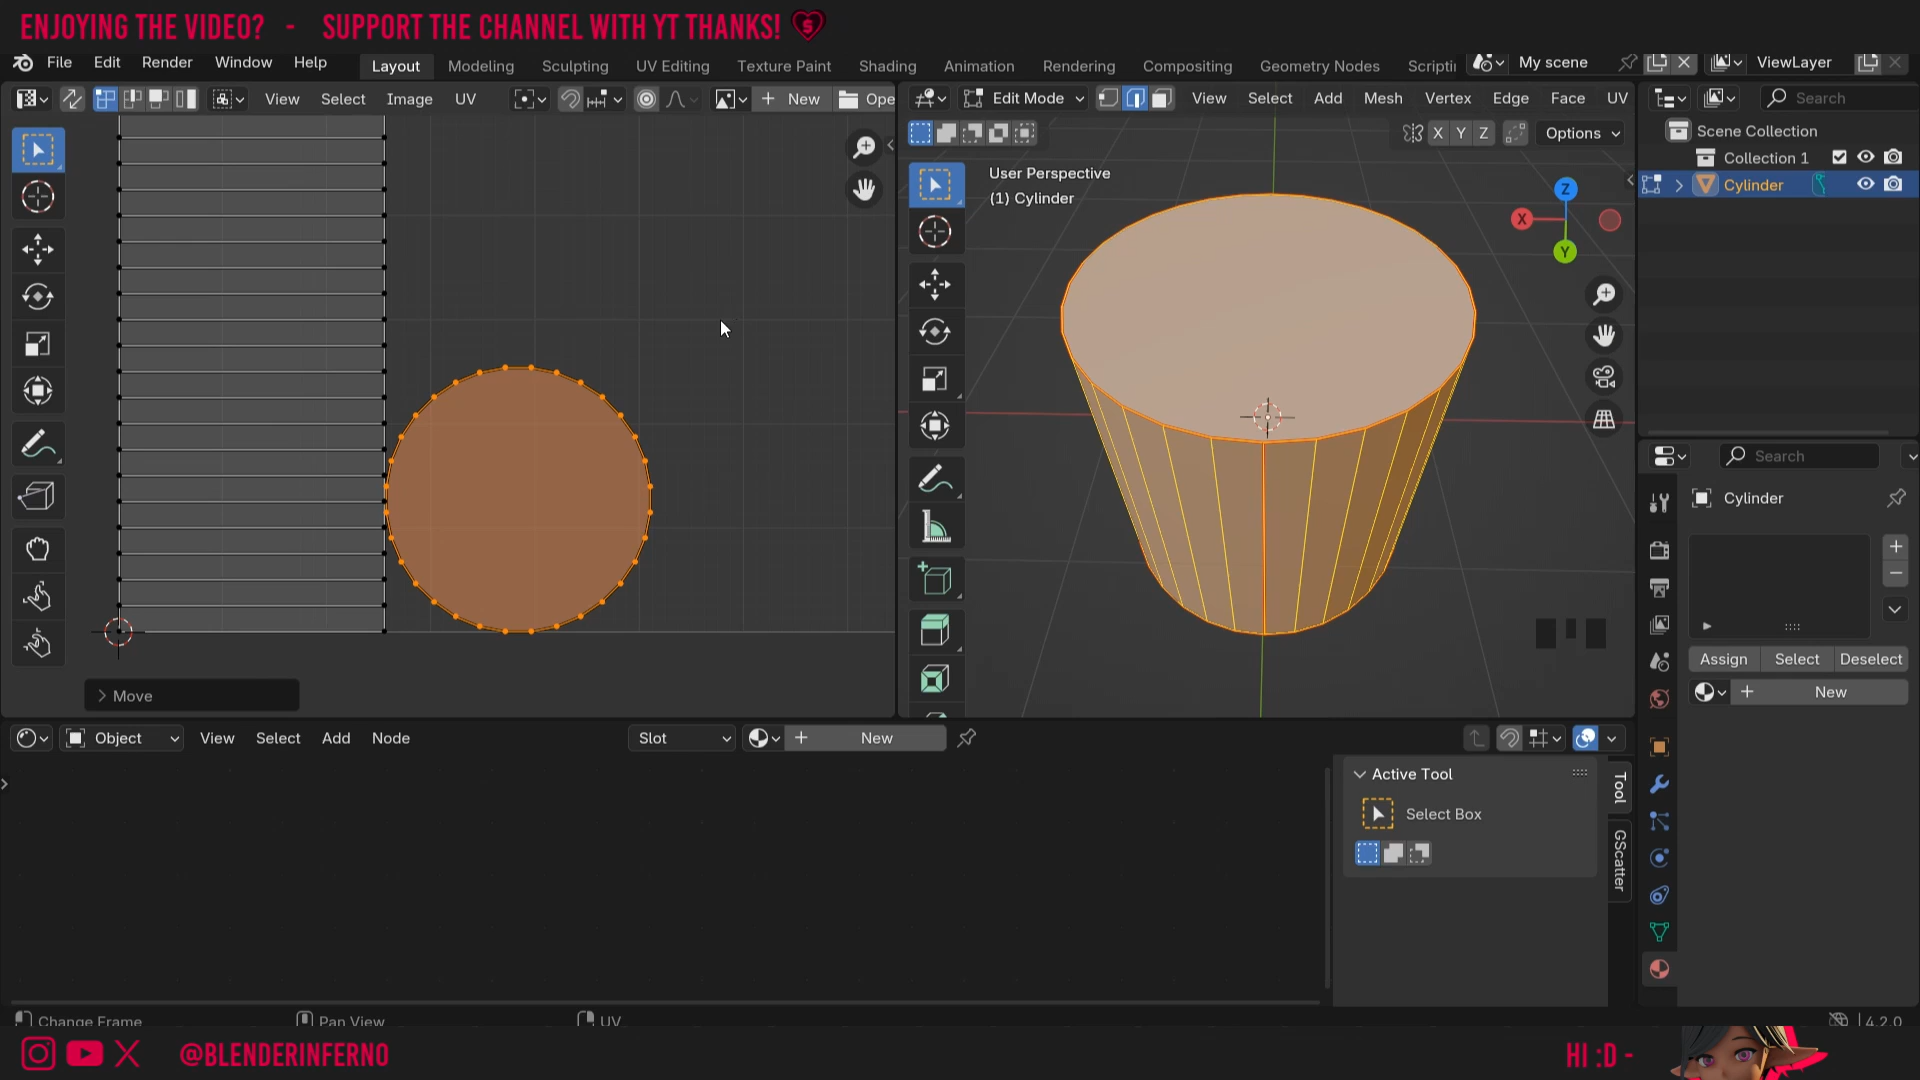 ENJOYING THE VIDEO? - SUPPORT THE CHANNEL WITH YT THANKS!
File Edit Render Window Help Layout Modeling Sculpting UV Editing Texture Paint Shading Animation Rendering Compositing Geometry Nodes Scripti My scene ViewLayer
View Select Image UV New Ope
Edit Mode View Select Add Mesh Vertex Edge Face UV
Search
X Y Z Options
Scene Collection
Collection 1
Cylinder
User Perspective
(1) Cylinder
Z
X
Y
Search
Cylinder
Assign Select Deselect
New
Move
Object View Select Add Node Slot New
Active Tool
Select Box
Tool
GScatter
Change Frame Pan View UV 4.2.0
@BLENDERINFERNO
HI :D -